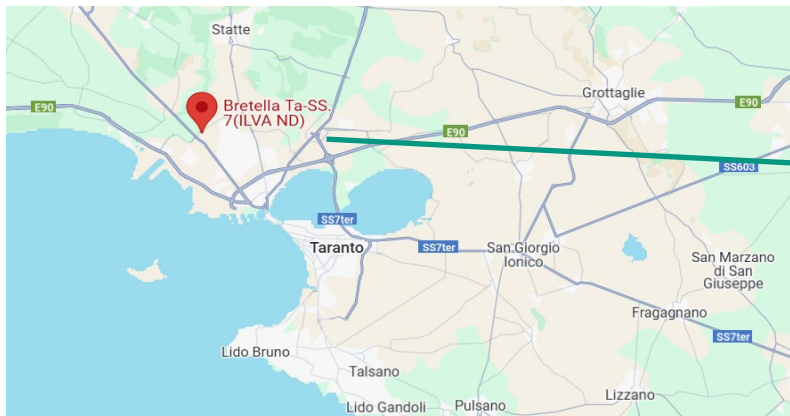 Statte
E90
Bretella Ta-SS.
7(ILVA ND)
Grottaglie
E90
E90
SS603
SS7ter
Taranto
SS7ter
San Giorgio
Ionico
San Marzano
di San
Giuseppe
Fragagnano
SS7ter
Lido Bruno
Talsano
Lizzano
Lido Gandoli
Pulsano